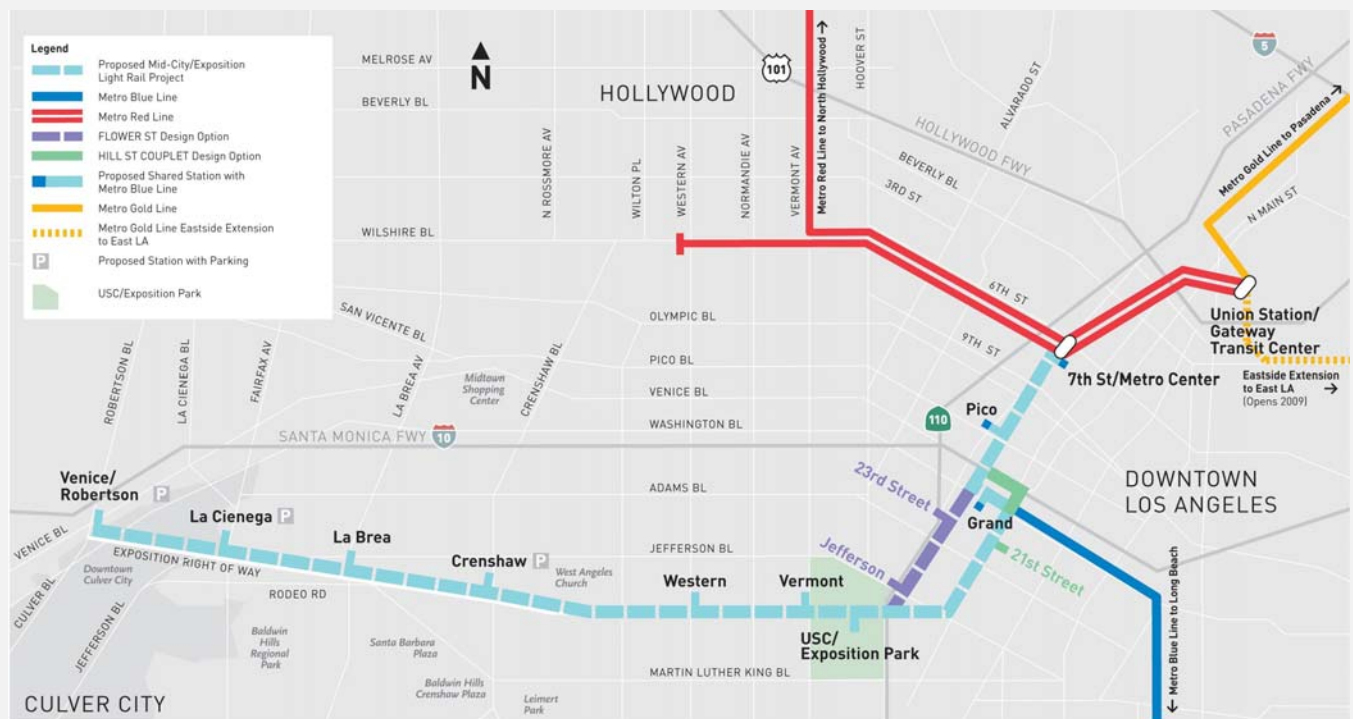 Legend
Proposed Mid-City/Exposition
Light Rail Project
Metro Blue Line
Metro Red Line
FLOWER ST Design Option
HILL ST COUPLET Design Option
Proposed Shared Station with
Metro Blue Line
Metro Gold Line
Metro Gold Line Eastside Extension
to East LA
P
Proposed Station with Parking
USC/Exposition Park
N
MELROSE AV
BEVERLY BL
WILSHIRE BL
HOLLYWOOD
101
5
N ROSSMORE AV
WILTON PL
WESTERN AV
NORMANDIE AV
VERMONT AV
Metro Red Line to North Hollywood →
HOOVER ST
ALVARADO ST
HOLLYWOOD FWY
PASADENA FWY
BEVERLY BL
3RD ST
Metro Gold Line to Pasadena →
N MAIN ST
6TH ST
9TH ST
Union Station/
Gateway
Transit Center
7th St/Metro Center
Eastside Extension
to East LA →
(Opens 2009)
OLYMPIC BL
PICO BL
VENICE BL
WASHINGTON BL
ADAMS BL
JEFFERSON BL
MARTIN LUTHER KING BL
SAN VICENTE BL
ROBERTSON BL
LA CIENEGA BL
FAIRFAX AV
LA BREA AV
CRENSHAW BL
Midtown
Shopping
Center
SANTA MONICA FWY
10
110
Pico
DOWNTOWN
LOS ANGELES
23rd Street
Grand
Jefferson
21st Street
Venice/
Robertson
P
La Cienega
P
La Brea
Crenshaw
P
West Angeles
Church
Western
Vermont
USC/
Exposition Park
VENICE BL
CULVER BL
JEFFERSON BL
Downtown
Culver City
EXPOSITION RIGHT OF WAY
RODEO RD
Baldwin
Hills
Regional
Park
Santa Barbara
Plaza
Baldwin Hills
Crenshaw Plaza
Leimert
Park
CULVER CITY
← Metro Blue Line to Long Beach